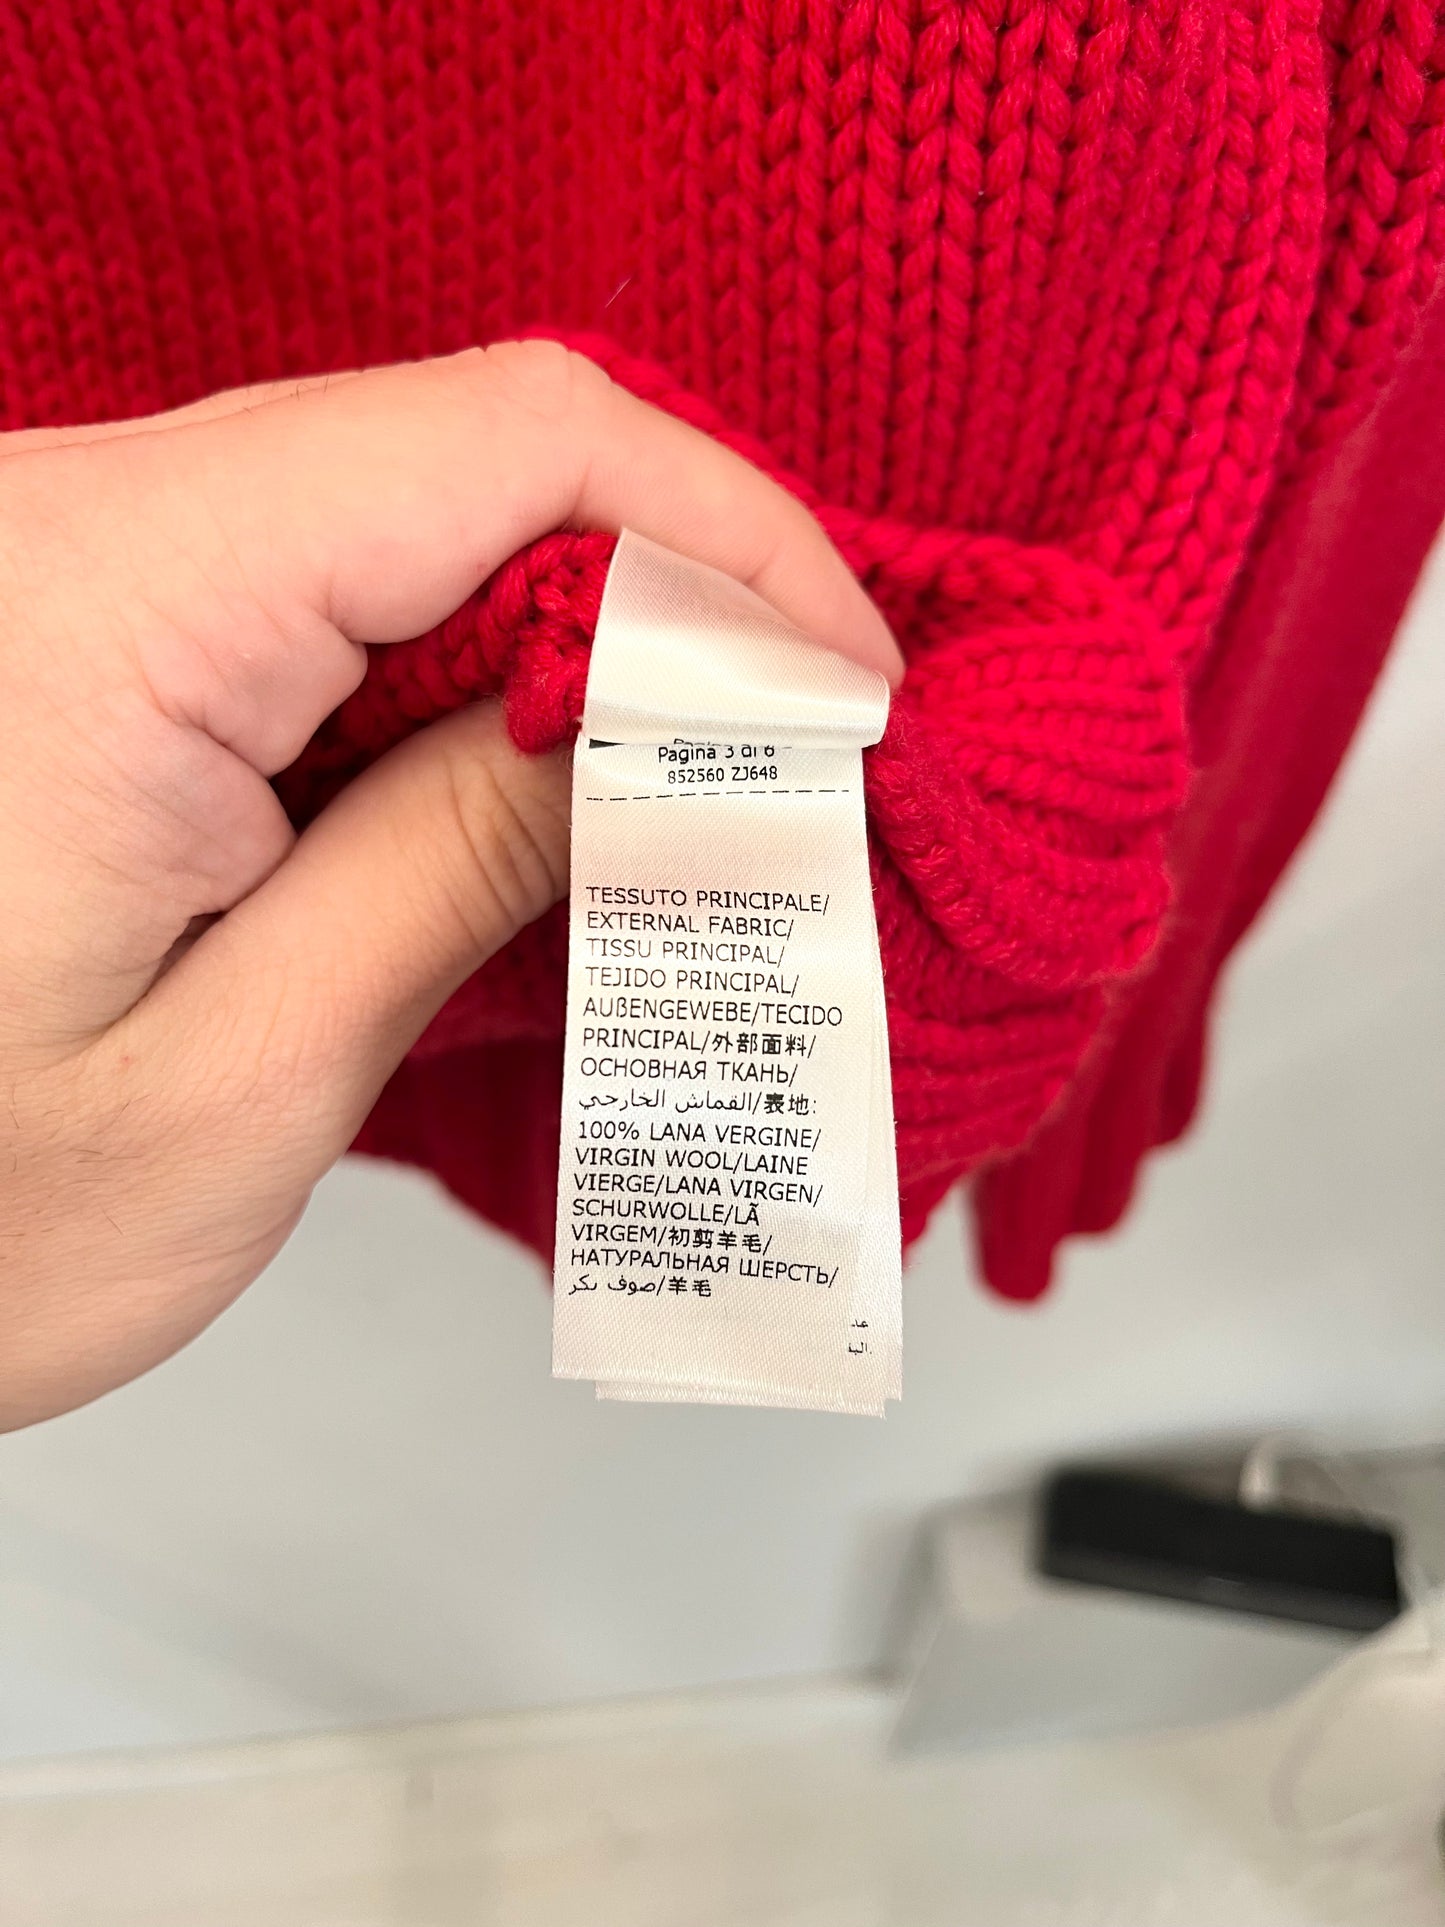 Pagina 3 di 6
852560 ZJ648
TESSUTO PRINCIPALE/
EXTERNAL FABRIC/
TISSU PRINCIPAL/
TEJIDO PRINCIPAL/
AUßENGEWEBE/TECIDO
PRINCIPAL/外部面料/
ОСНОВНАЯ ТКАНЬ/
القماش الخارجي/表地:
100% LANA VERGINE/
VIRGIN WOOL/LAINE
VIERGE/LANA VIRGEN/
SCHURWOLLE/LÃ
VIRGEM/初剪羊毛/
НАТУРАЛЬНАЯ ШЕРСТЬ/
صوف بكر/羊毛